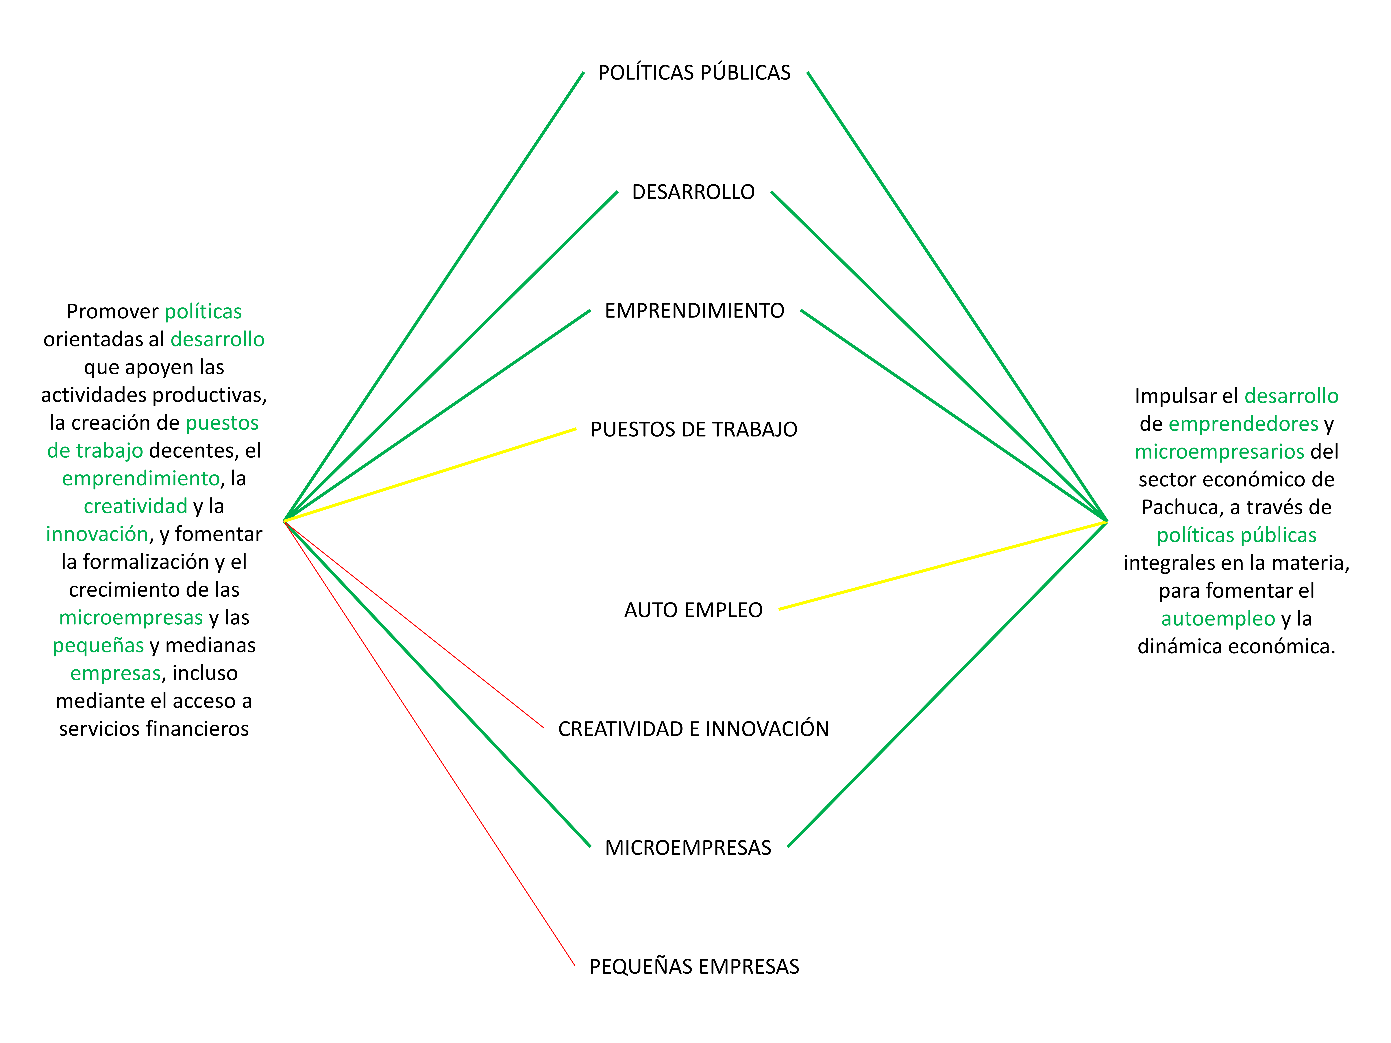 Promover políticas
orientadas al desarrollo
que apoyen las
actividades productivas,
la creación de puestos
de trabajo decentes, el
emprendimiento, la
creatividad y la
innovación, y fomentar
la formalización y el
crecimiento de las
microempresas y las
pequeñas y medianas
empresas, incluso
mediante el acceso a
servicios financieros
POLÍTICAS PÚBLICAS
DESARROLLO
EMPRENDIMIENTO
PUESTOS DE TRABAJO
AUTO EMPLEO
CREATIVIDAD E INNOVACIÓN
MICROEMPRESAS
PEQUEÑAS EMPRESAS
Impulsar el desarrollo
de emprendedores y
microempresarios del
sector económico de
Pachuca, a través de
políticas públicas
integrales en la materia,
para fomentar el
autoempleo y la
dinámica económica.